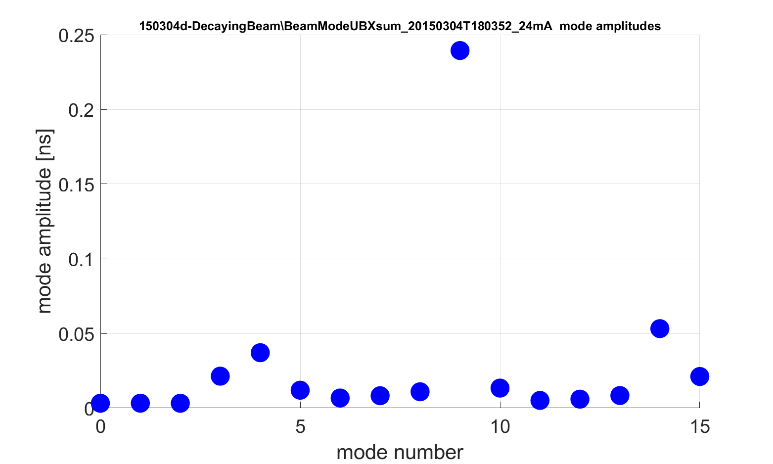 150304d-DecayingBeam\BeamModeUBXsum_20150304T180352_24mA mode amplitudes
0.25
0.2
0.15
0.1
0.05
0
mode amplitude [ns]
0 5 10 15
mode number